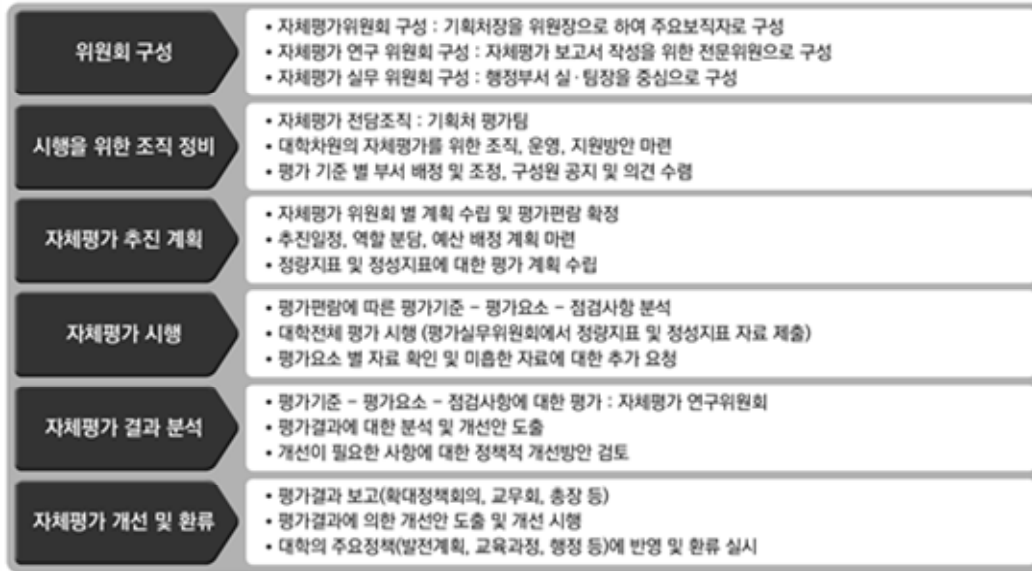 위원회 구성
• 자체평가위원회 구성 : 기획처장을 위원장으로 하여 주요보직자로 구성
• 자체평가 연구 위원회 구성 : 자체평가 보고서 작성을 위한 전문위원으로 구성
• 자체평가 실무 위원회 구성 : 행정부서 실·팀장을 중심으로 구성
시행을 위한 조직 정비
• 자체평가 전담조직 : 기획처 평가팀
• 대학차원의 자체평가를 위한 조직, 운영, 지원방안 마련
• 평가 기준 별 부서 배정 및 조정, 구성원 공지 및 의견 수렴
자체평가 추진 계획
• 자체평가 위원회 별 계획 수립 및 평가편람 확정
• 추진일정, 역할 분담, 예산 배정 계획 마련
• 정량지표 및 정성지표에 대한 평가 계획 수립
자체평가 시행
• 평가편람에 따른 평가기준 – 평가요소 – 점검사항 분석
• 대학전체 평가 시행 (평가실무위원회에서 정량지표 및 정성지표 자료 제출)
• 평가요소 별 자료 확인 및 미흡한 자료에 대한 추가 요청
자체평가 결과 분석
• 평가기준 – 평가요소 – 점검사항에 대한 평가 : 자체평가 연구위원회
• 평가결과에 대한 분석 및 개선안 도출
• 개선이 필요한 사항에 대한 정책적 개선방안 검토
자체평가 개선 및 환류
• 평가결과 보고(확대정책회의, 교무회, 총장 등)
• 평가결과에 의한 개선안 도출 및 개선 시행
• 대학의 주요정책(발전계획, 교육과정, 행정 등)에 반영 및 환류 실시